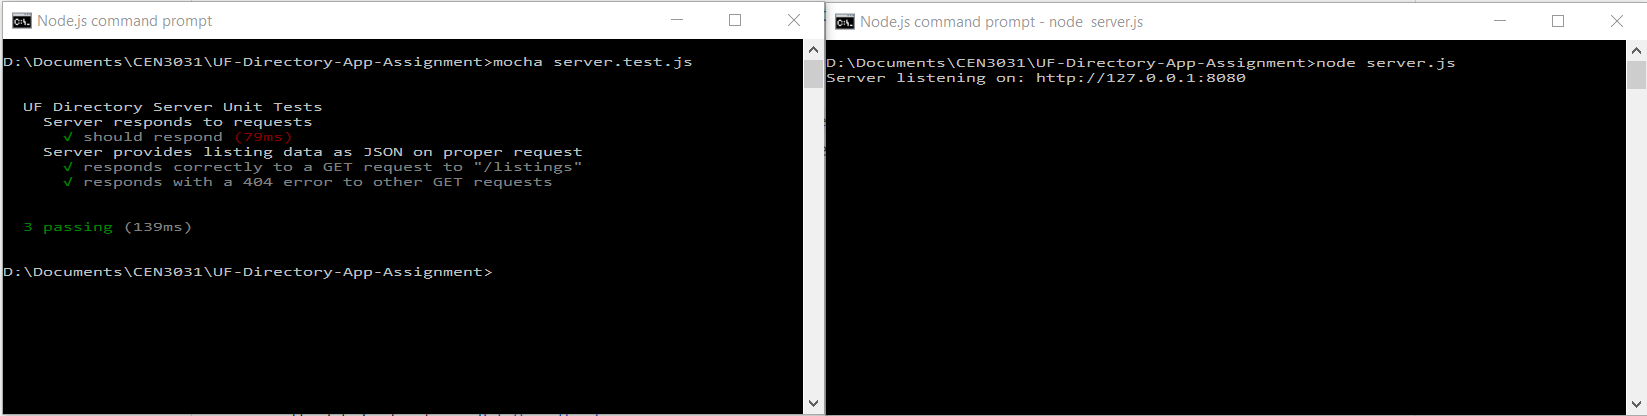 Node.js command prompt
D:\Documents\CEN3031\UF-Directory-App-Assignment>mocha server.test.js
UF Directory Server Unit Tests
Server responds to requests
√ should respond (79ms)
Server provides listing data as JSON on proper request
√ responds correctly to a GET request to "/listings"
√ responds with a 404 error to other GET requests
3 passing (139ms)
D:\Documents\CEN3031\UF-Directory-App-Assignment>
Node.js command prompt - node  server.js
D:\Documents\CEN3031\UF-Directory-App-Assignment>node server.js
Server listening on: http://127.0.0.1:8080